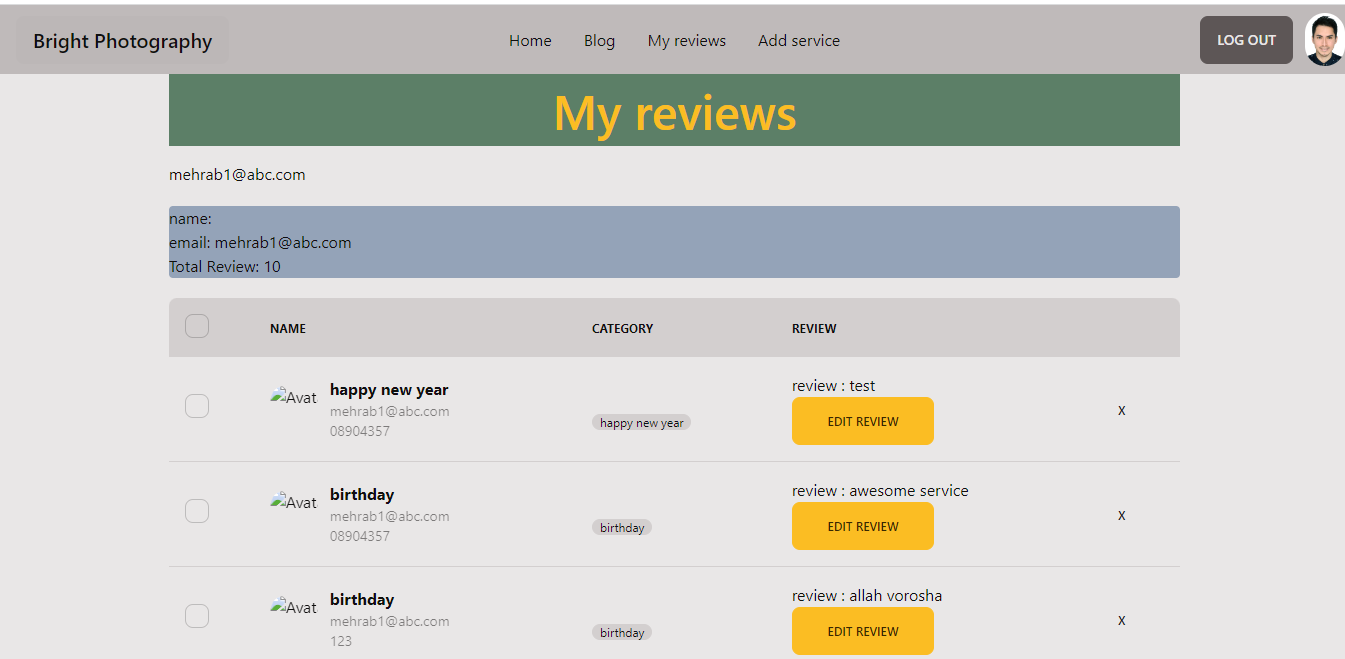 Bright Photography
Home Blog My reviews Add service
LOG OUT
My reviews
mehrab1@abc.com
name:
email: mehrab1@abc.com
Total Review: 10
NAME CATEGORY REVIEW
happy new year
mehrab1@abc.com
08904357
Avat
happy new year
review : test
EDIT REVIEW
X
birthday
mehrab1@abc.com
08904357
Avat
birthday
review : awesome service
EDIT REVIEW
X
birthday
mehrab1@abc.com
123
Avat
birthday
review : allah vorosha
EDIT REVIEW
X